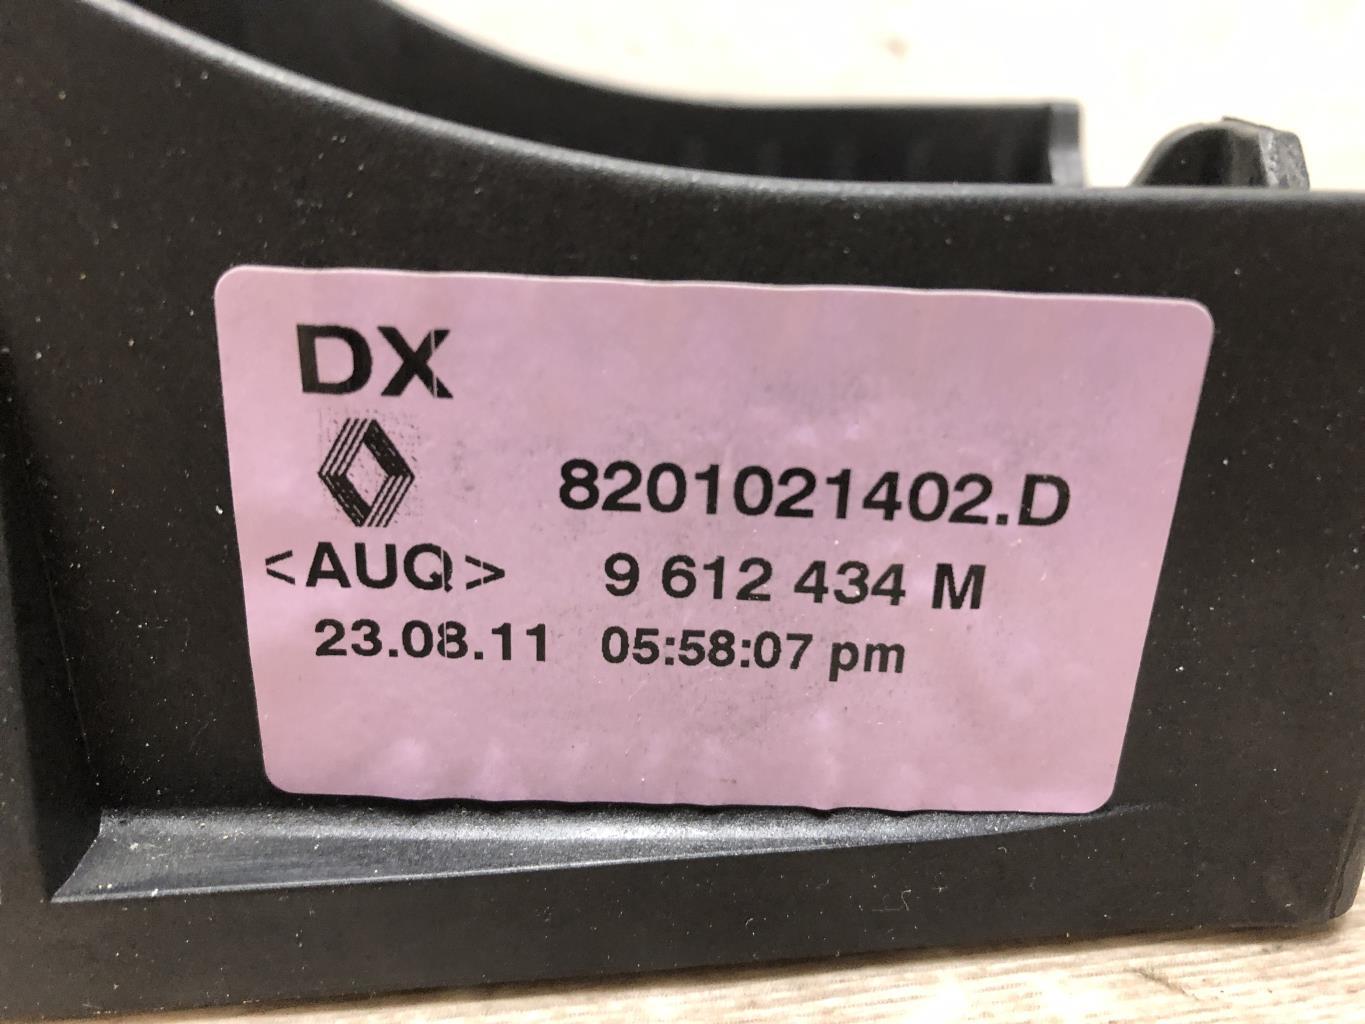 DX
8201021402.D
<AUQ> 9 612 434 M
23.08.11 05:58:07 pm